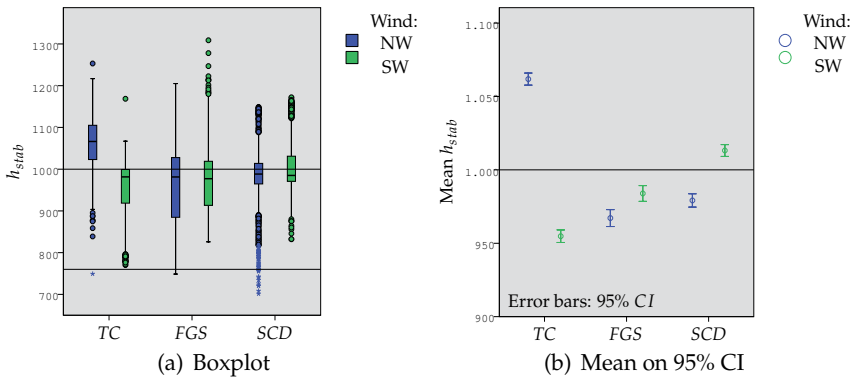 Wind:
NW
SW
1300
1200
1100
1000
900
800
700
h_stab
TC
FGS
SCD
(a) Boxplot
Wind:
NW
SW
1.100
1.050
1.000
950
900
Mean h_stab
Error bars: 95% CI
TC
FGS
SCD
(b) Mean on 95% CI